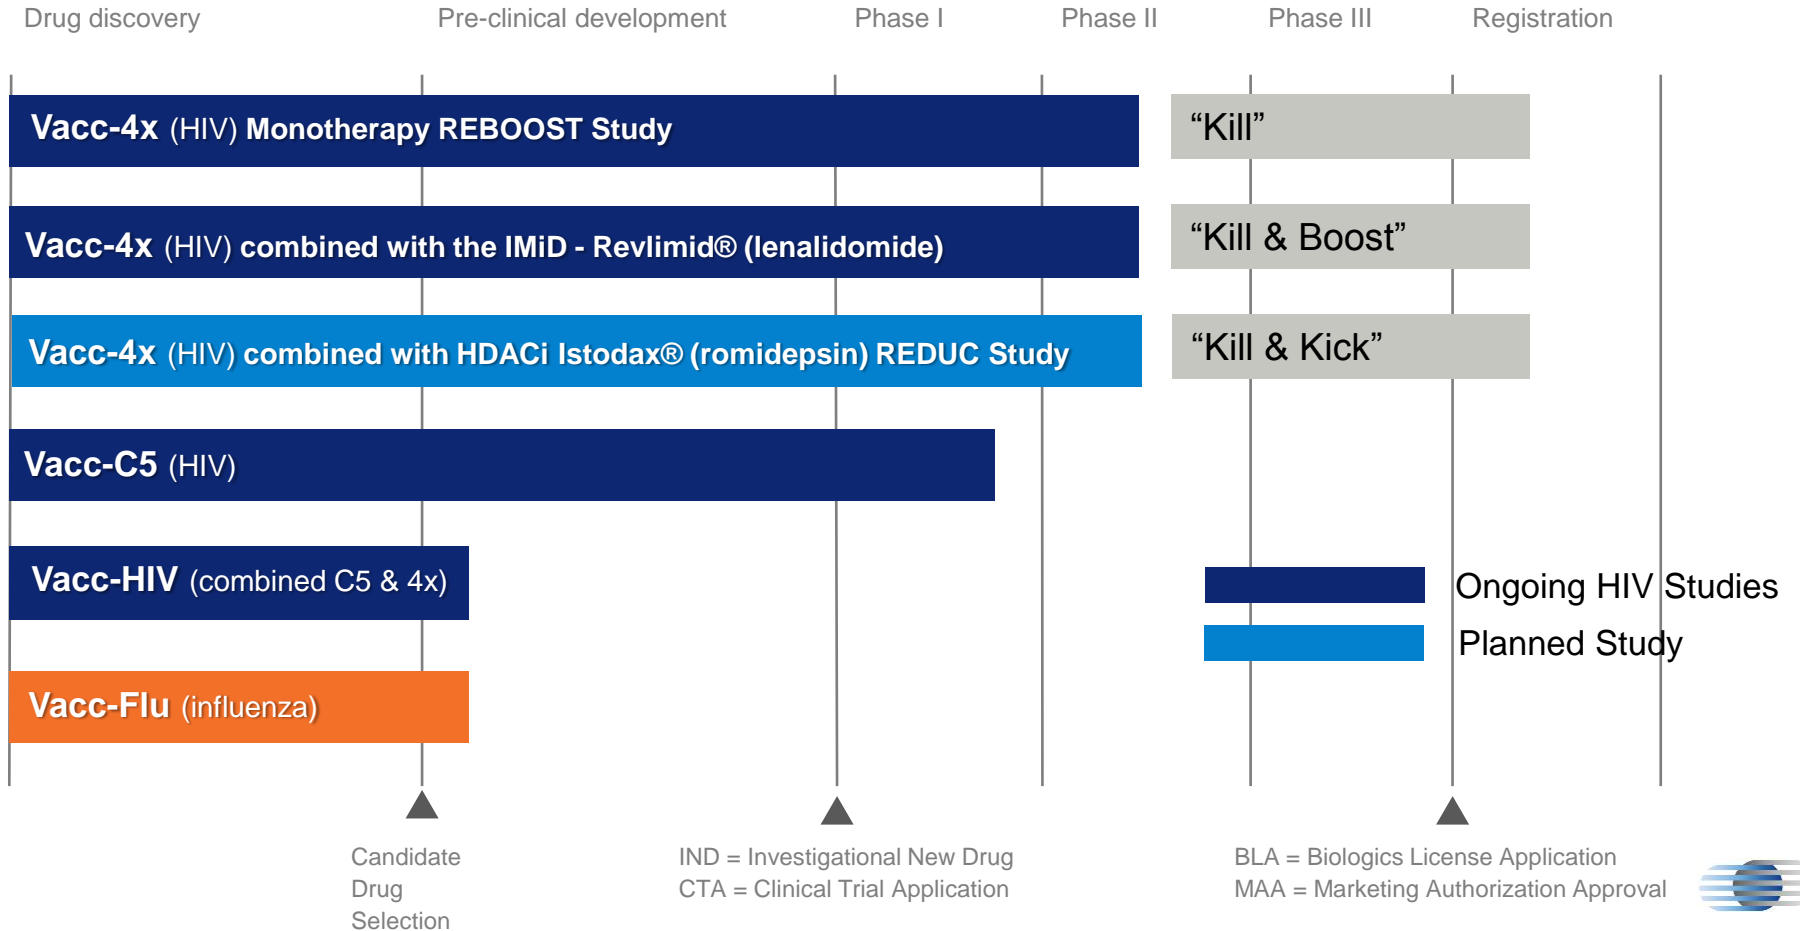 Drug discovery Pre-clinical development Phase I Phase II Phase III Registration
Vacc-4x (HIV) Monotherapy REBOOST Study “Kill”
Vacc-4x (HIV) combined with the IMiD - Revlimid® (lenalidomide) “Kill & Boost”
Vacc-4x (HIV) combined with HDACi Istodax® (romidepsin) REDUC Study “Kill & Kick”
Vacc-C5 (HIV)
Vacc-HIV (combined C5 & 4x)
Ongoing HIV Studies
Planned Study
Vacc-Flu (influenza)
Candidate
Drug
Selection
IND = Investigational New Drug
CTA = Clinical Trial Application
BLA = Biologics License Application
MAA = Marketing Authorization Approval